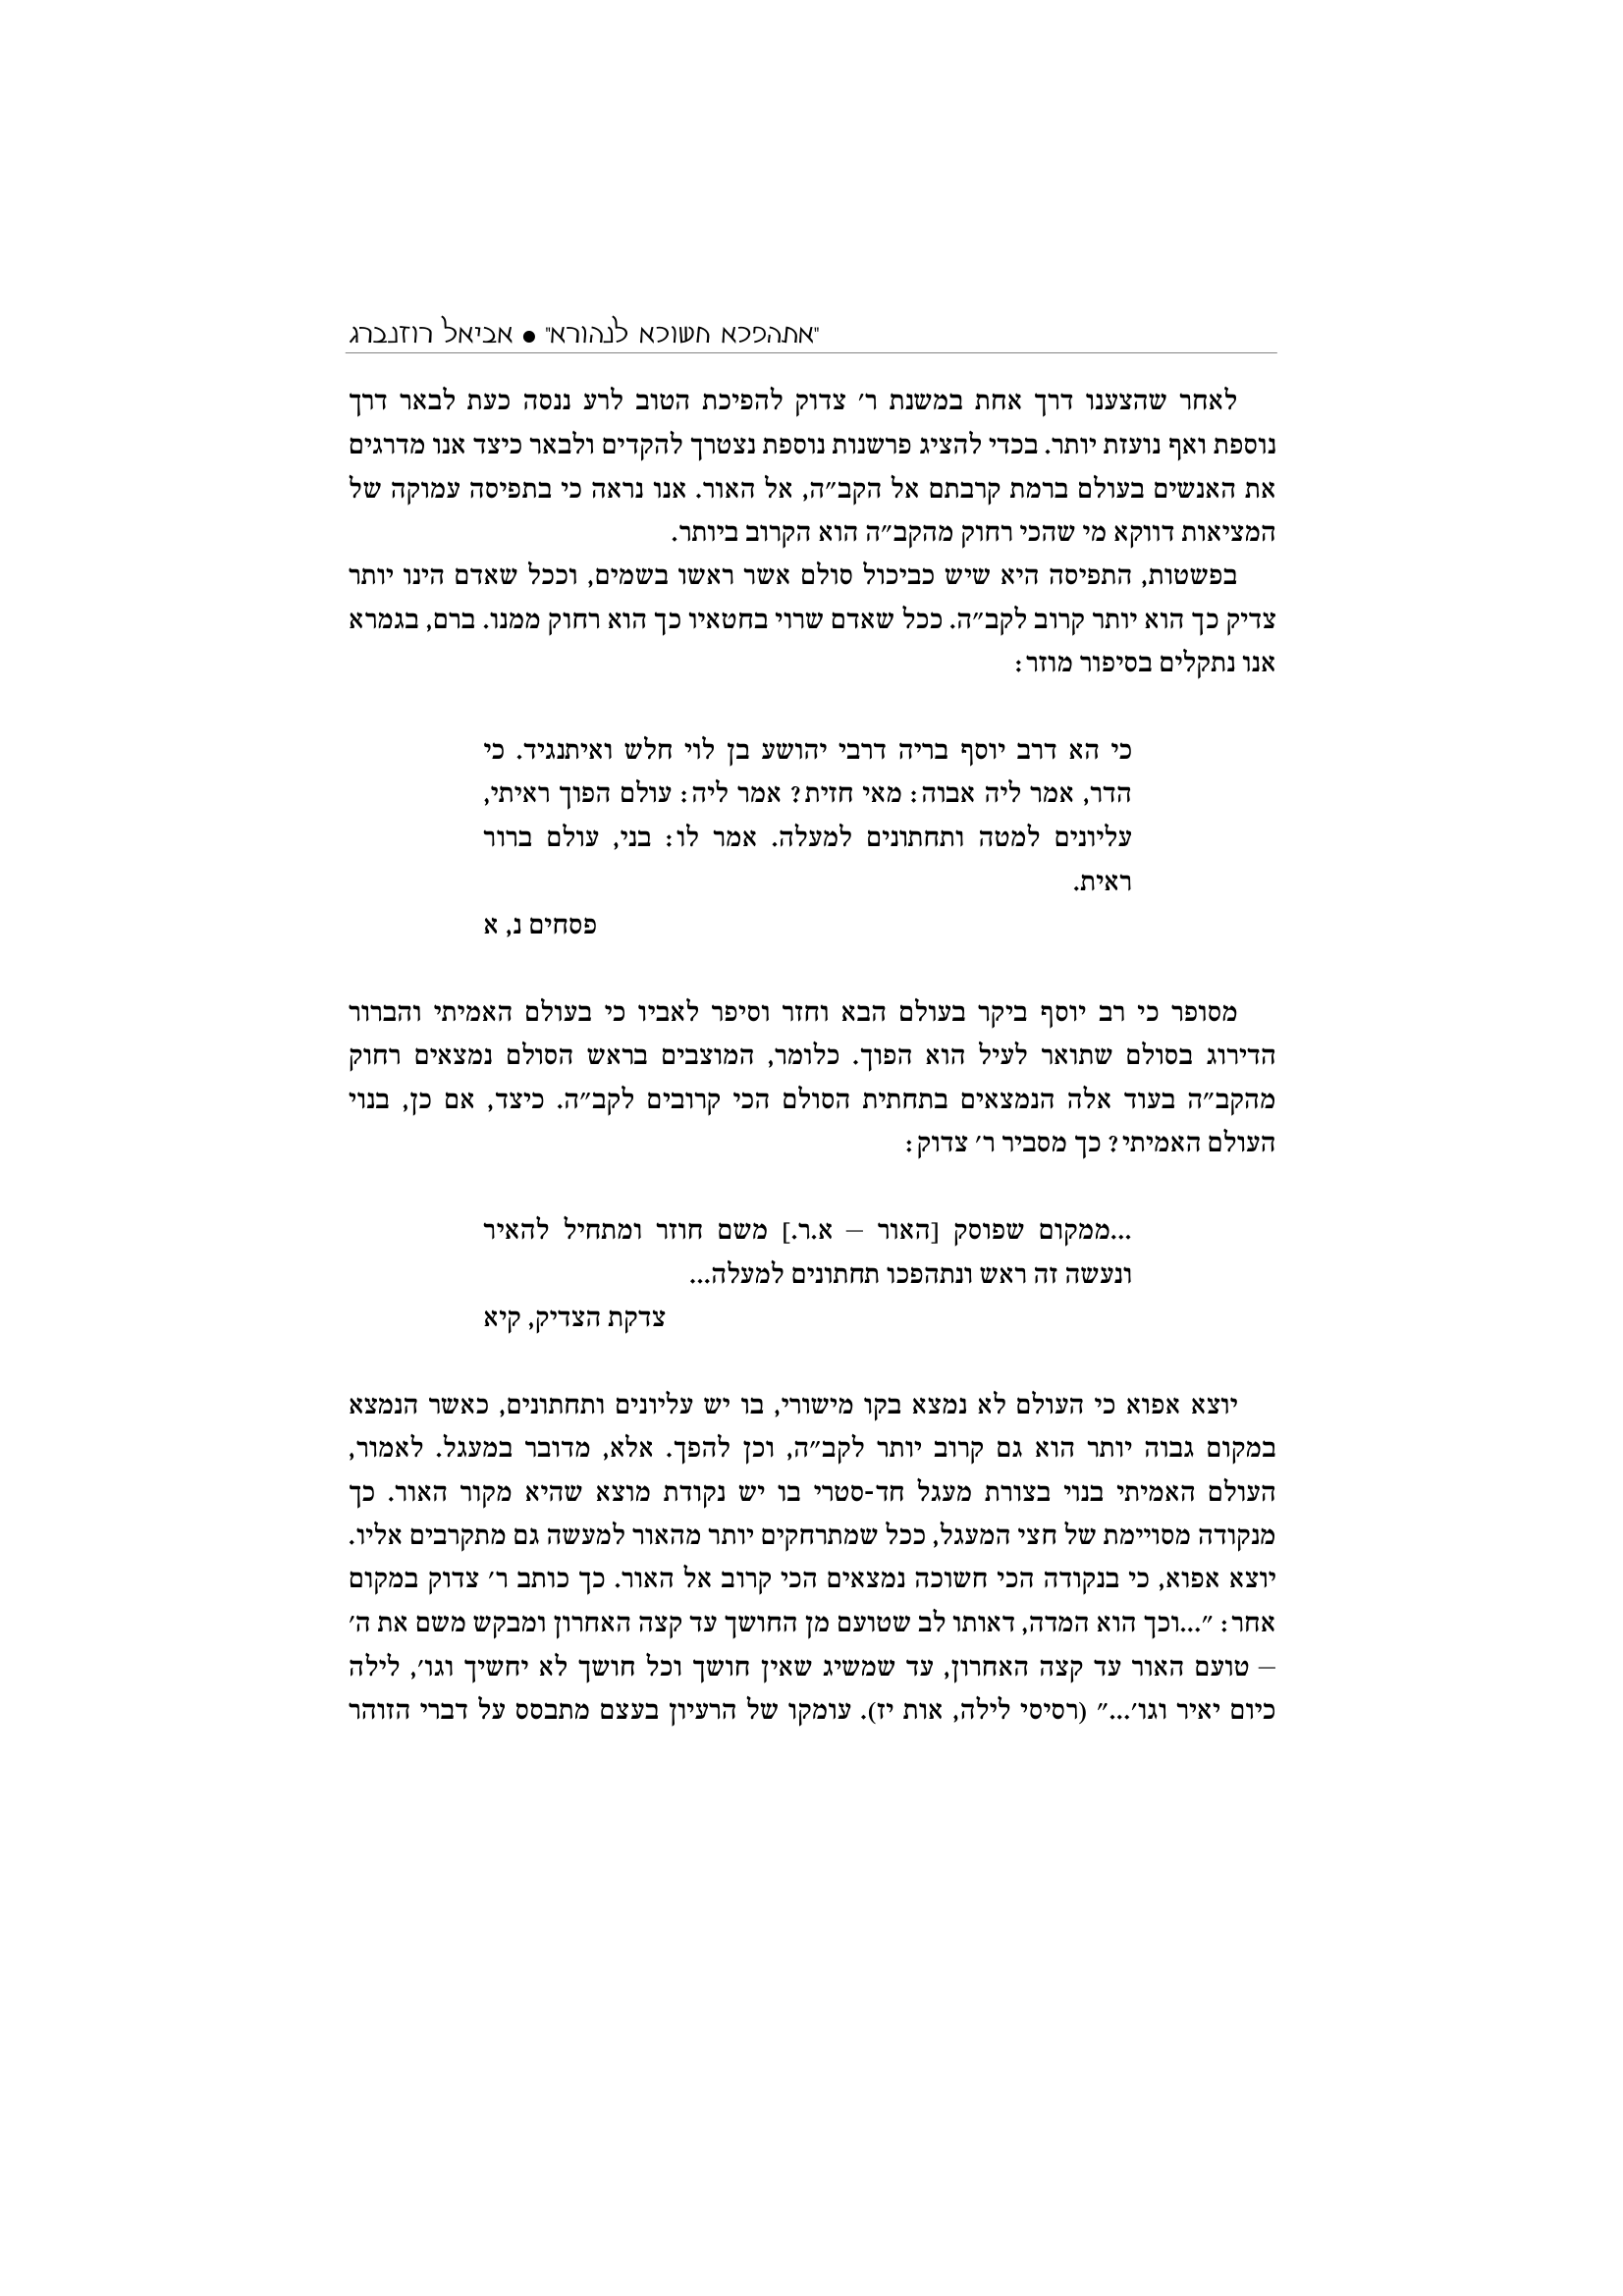 "אתהפכא חשוכא לנהורא" ● אביאל רוזנברג
לאחר שהצענו דרך אחת במשנת ר׳ צדוק להפיכת הטוב לרע ננסה כעת לבאר דרך
נוספת ואף נועזת יותר. בכדי להציג פרשנות נוספת נצטרך להקדים ולבאר כיצד אנו מדרגים
את האנשים בעולם ברמת קרבתם אל הקב״ה, אל האור. אנו נראה כי בתפיסה עמוקה של
המציאות דווקא מי שהכי רחוק מהקב״ה הוא הקרוב ביותר.
בפשטות, התפיסה היא שיש כביכול סולם אשר ראשו בשמים, וככל שאדם הינו יותר
צדיק כך הוא יותר קרוב לקב״ה. ככל שאדם שרוי בחטאיו כך הוא רחוק ממנו. ברם, בגמרא
אנו נתקלים בסיפור מוזר:
כי הא דרב יוסף בריה דרבי יהושע בן לוי חלש ואיתנגיד. כי
הדר, אמר ליה אבוה: מאי חזית? אמר ליה: עולם הפוך ראיתי,
עליונים למטה ותחתונים למעלה. אמר לו: בני, עולם ברור
ראית.
פסחים נ, א
מסופר כי רב יוסף ביקר בעולם הבא וחזר וסיפר לאביו כי בעולם האמיתי והברור
הדירוג בסולם שתואר לעיל הוא הפוך. כלומר, המוצבים בראש הסולם נמצאים רחוק
מהקב״ה בעוד אלה הנמצאים בתחתית הסולם הכי קרובים לקב״ה. כיצד, אם כן, בנוי
העולם האמיתי? כך מסביר ר׳ צדוק:
...ממקום שפוסק [האור – א.ר.] משם חוזר ומתחיל להאיר
ונעשה זה ראש ונתהפכו תחתונים למעלה...
צדקת הצדיק, קיא
יוצא אפוא כי העולם לא נמצא בקו מישורי, בו יש עליונים ותחתונים, כאשר הנמצא
במקום גבוה יותר הוא גם קרוב יותר לקב״ה, וכן להפך. אלא, מדובר במעגל. לאמור,
העולם האמיתי בנוי בצורת מעגל חד-סטרי בו יש נקודת מוצא שהיא מקור האור. כך
מנקודה מסויימת של חצי המעגל, ככל שמתרחקים יותר מהאור למעשה גם מתקרבים אליו.
יוצא אפוא, כי בנקודה הכי חשוכה נמצאים הכי קרוב אל האור. כך כותב ר׳ צדוק במקום
אחר: ״...וכך הוא המדה, דאותו לב שטועם מן החושך עד קצה האחרון ומבקש משם את ה׳
– טועם האור עד קצה האחרון, עד שמשיג שאין חושך וכל חושך לא יחשיך וגו׳, לילה
כיום יאיר וגו׳...״ (רסיסי לילה, אות יז). עומקו של הרעיון בעצם מתבסס על דברי הזוהר